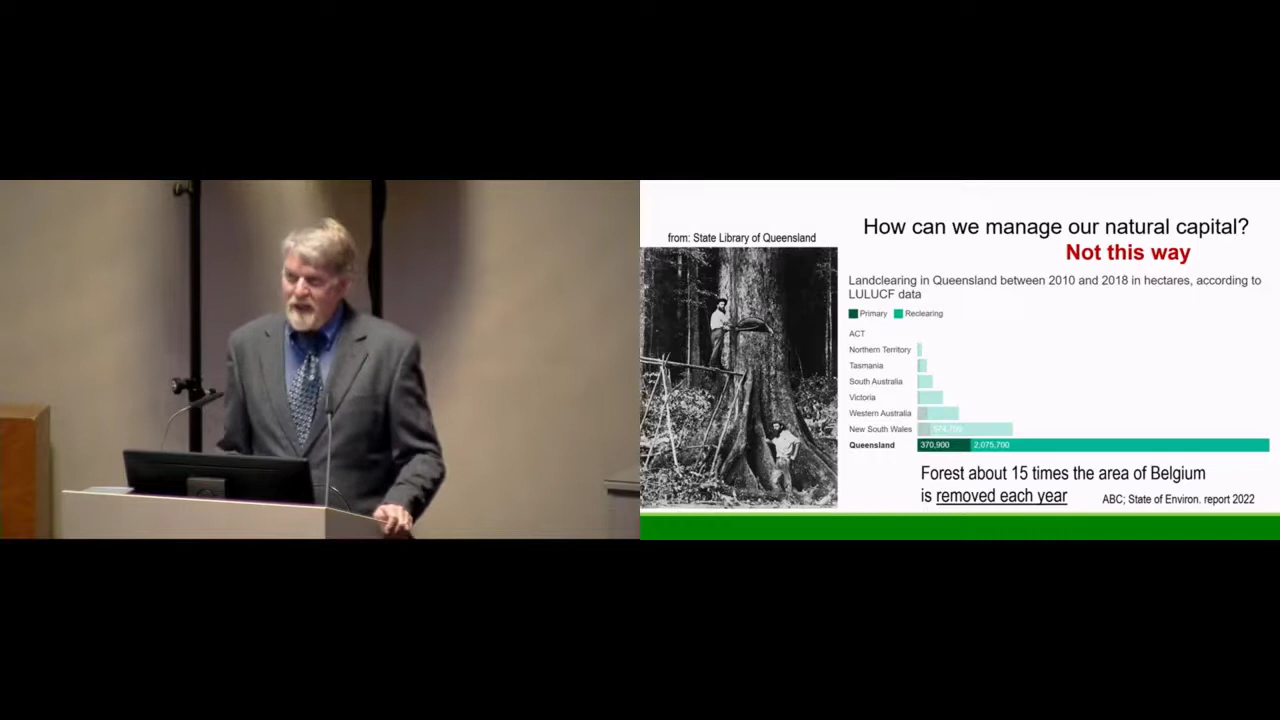 from: State Library of Queensland
How can we manage our natural capital?
Not this way
Landclearing in Queensland between 2010 and 2018 in hectares, according to
LULUCF data
Primary
Reclearing
ACT
Northern Territory
Tasmania
South Australia
Victoria
Western Australia
New South Wales
Queensland
370,900
2,075,700
Forest about 15 times the area of Belgium
is removed each year
ABC; State of Environ. report 2022